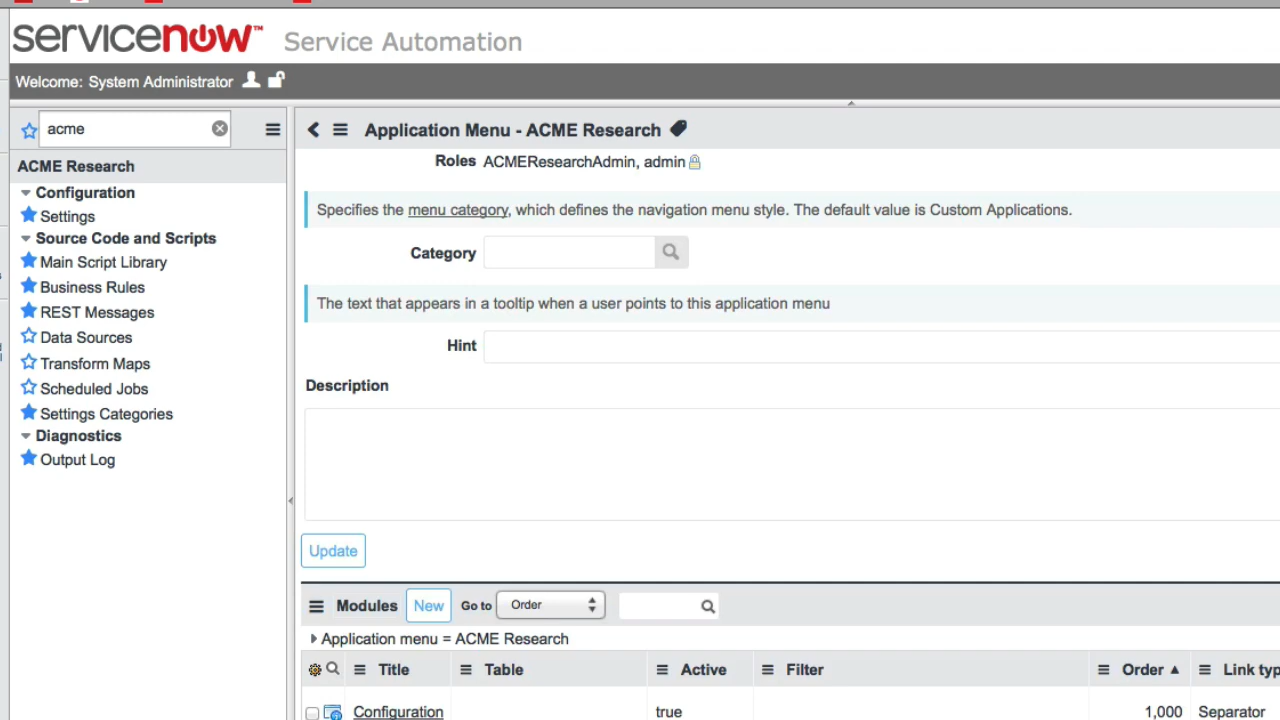 servicenow™ Service Automation
Welcome: System Administrator
acme
Application Menu - ACME Research
ACME Research
Configuration
Settings
Source Code and Scripts
Main Script Library
Business Rules
REST Messages
Data Sources
Transform Maps
Scheduled Jobs
Settings Categories
Diagnostics
Output Log
Roles ACMEResearchAdmin, admin
Specifies the menu category, which defines the navigation menu style. The default value is Custom Applications.
Category
The text that appears in a tooltip when a user points to this application menu
Hint
Description
Update
Modules New Go to Order
Application menu = ACME Research
Title Table Active Filter Order Link typ
Configuration true 1,000 Separator